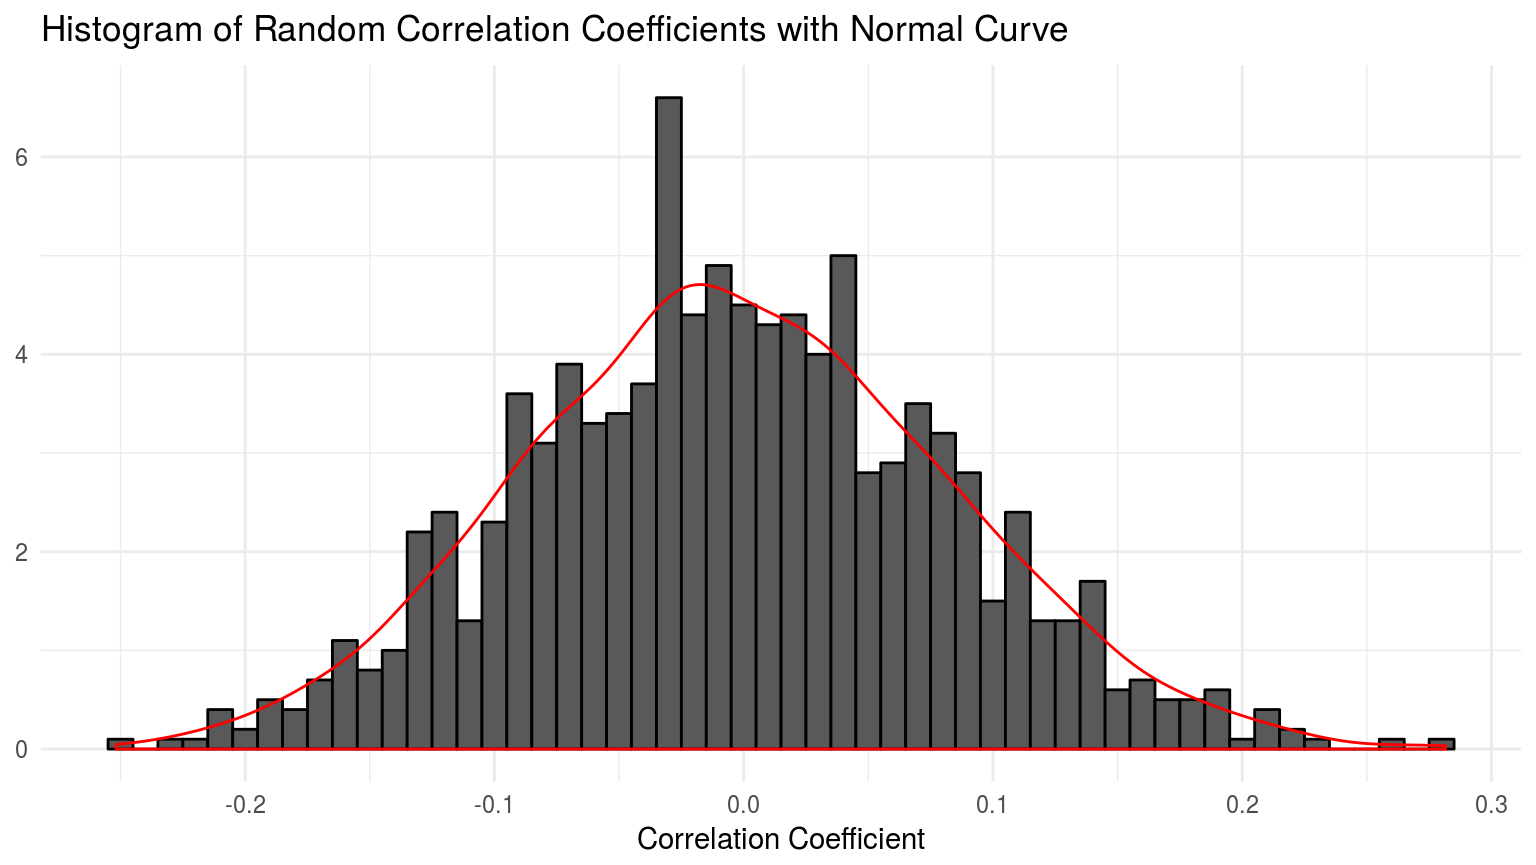 Histogram of Random Correlation Coefficients with Normal Curve
6
4
2
0
-0.2 -0.1 0.0 0.1 0.2 0.3
Correlation Coefficient